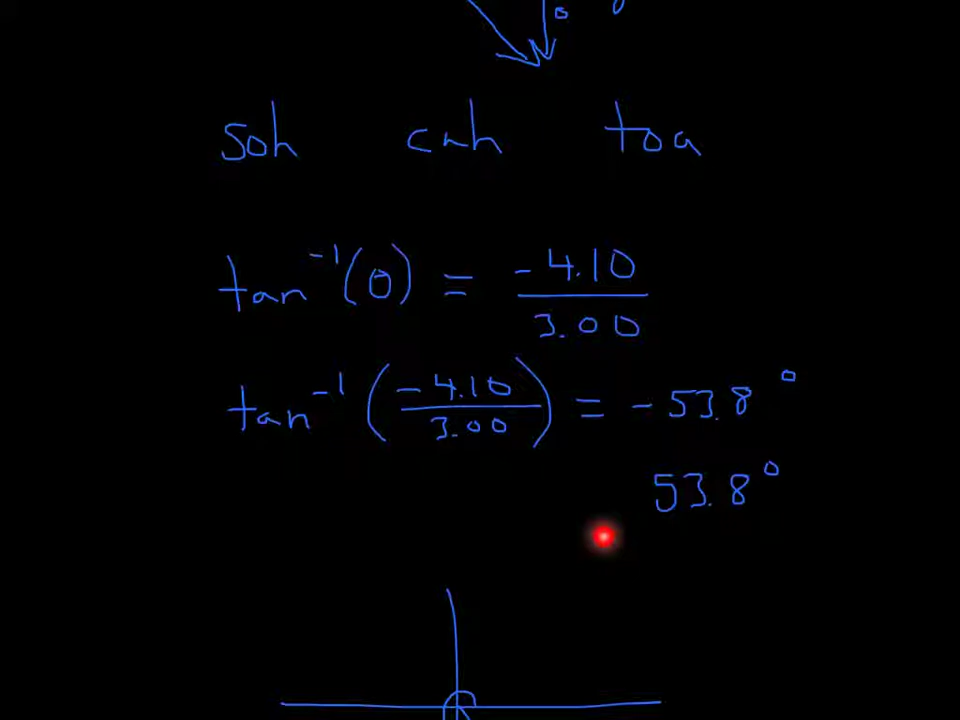 soh cah toa
tan⁻¹(0) = -4.10/3.00
tan⁻¹(-4.10/3.00) = -53.8°
53.8°